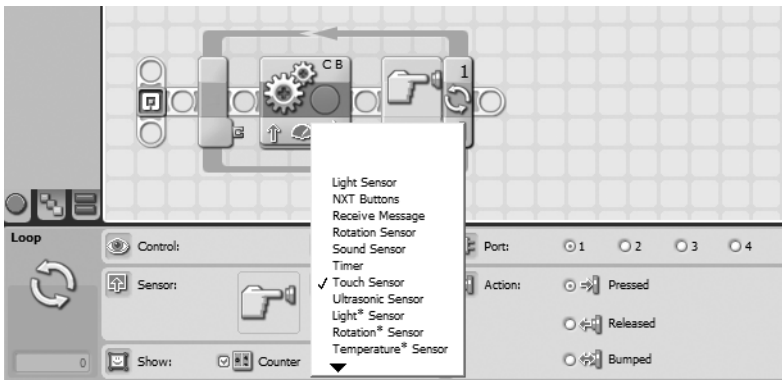 C B
1
Light Sensor
NXT Buttons
Receive Message
Rotation Sensor
Sound Sensor
Timer
✓ Touch Sensor
Ultrasonic Sensor
Light* Sensor
Rotation* Sensor
Temperature* Sensor
Loop
Control:
Port: 1 2 3 4
Sensor:
Action: Pressed
Released
0
Show: Counter
Bumped